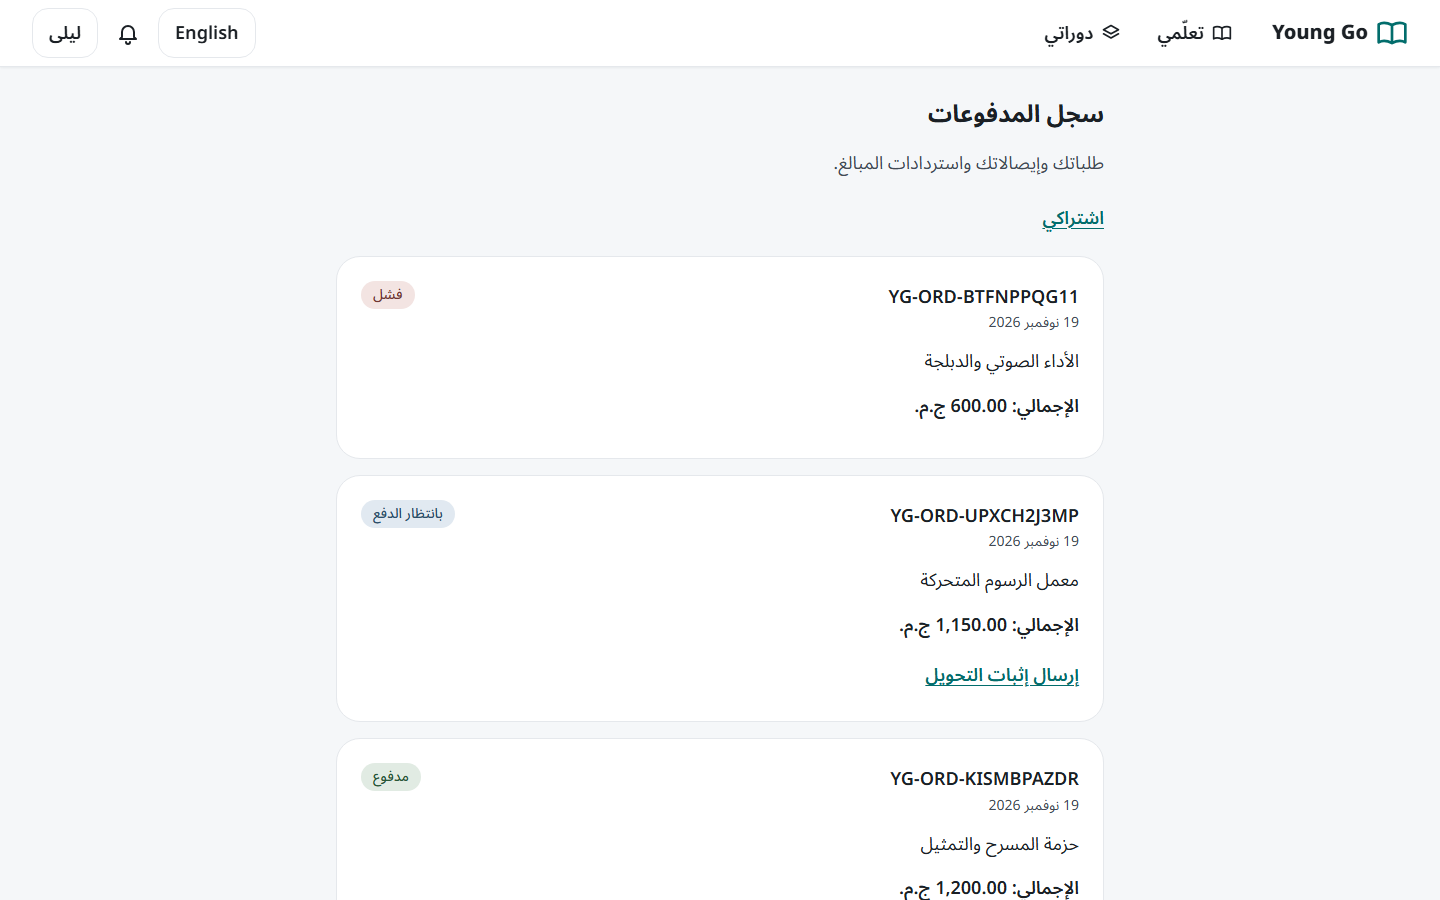 Young Go
تعلّمي
دوراتي
English
ليلى
سجل المدفوعات
طلباتك وإيصالاتك واستردادات المبالغ.
اشتراكي
YG-ORD-BTFNPPQG11
فشل
19 نوفمبر 2026
الأداء الصوتي والدبلجة
الإجمالي: 600.00 ج.م.
YG-ORD-UPXCH2J3MP
بانتظار الدفع
19 نوفمبر 2026
معمل الرسوم المتحركة
الإجمالي: 1,150.00 ج.م.
إرسال إثبات التحويل
YG-ORD-KISMBPAZDR
مدفوع
19 نوفمبر 2026
حزمة المسرح والتمثيل
الإجمالي: 1,200.00 ج.م.